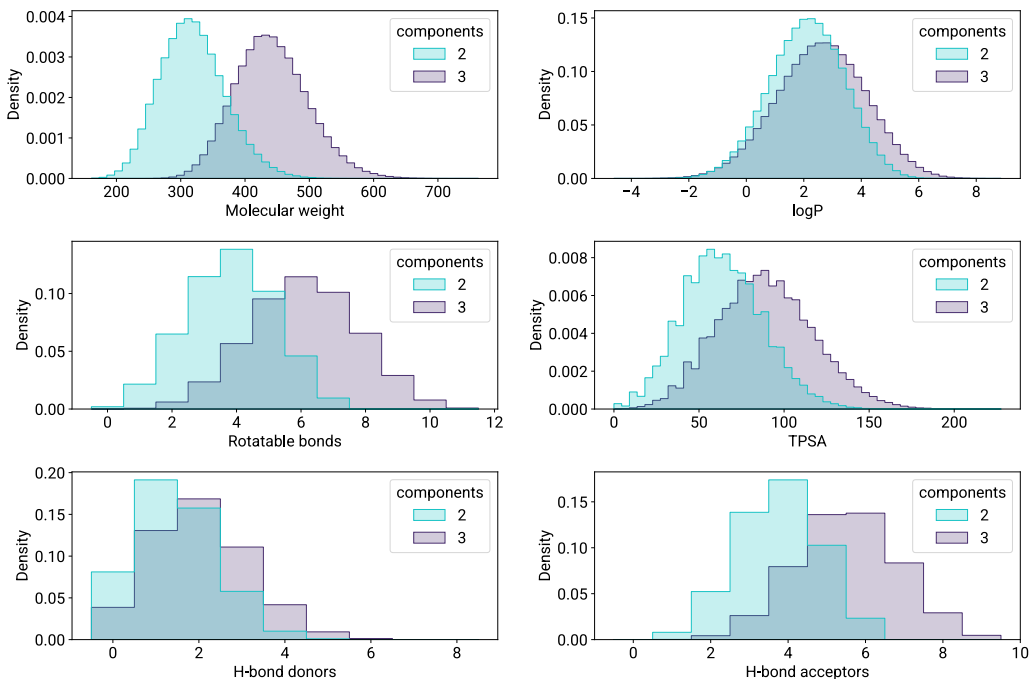 components
2
3
Density
0.004
0.003
0.002
0.001
0.000
200 300 400 500 600 700
Molecular weight
components
2
3
Density
0.15
0.10
0.05
0.00
−4 −2 0 2 4 6 8
logP
components
2
3
Density
0.10
0.05
0.00
0 2 4 6 8 10 12
Rotatable bonds
components
2
3
Density
0.008
0.006
0.004
0.002
0.000
0 50 100 150 200
TPSA
components
2
3
Density
0.20
0.15
0.10
0.05
0.00
0 2 4 6 8
H-bond donors
components
2
3
Density
0.15
0.10
0.05
0.00
2 4 6 8 10
H-bond acceptors